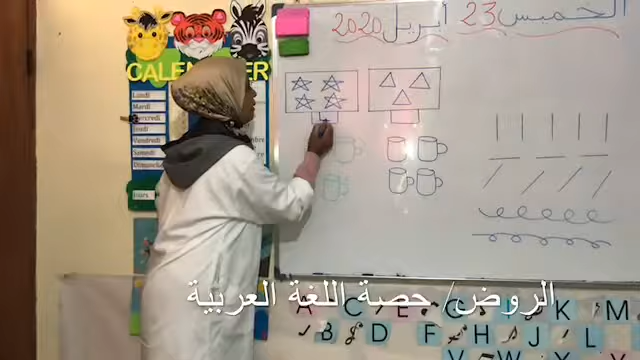 الخميس 23 أبريل 2020
CALENDRIER
Lundi
Mardi
Mercredi
Jeudi
Vendredi
Samedi
Dimanche
الروض/ حصة اللغة العربية
A C E I K M
B D F H J L